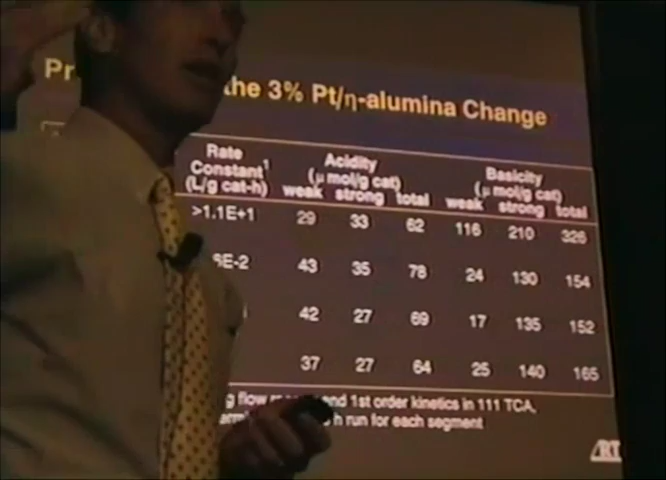 Pr the 3% Pt/η-alumina Change
Rate Constant¹ (L/g cat-h)
Acidity (μ mol/g cat)
Basicity (μ mol/g cat)
weak strong total weak strong total
>1.1E+1 29 33 62 116 210 326
E-2 43 35 78 24 130 154
42 27 69 17 135 152
37 27 64 25 140 165
g flow and 1st order kinetics in 111 TCA.
h run for each segment